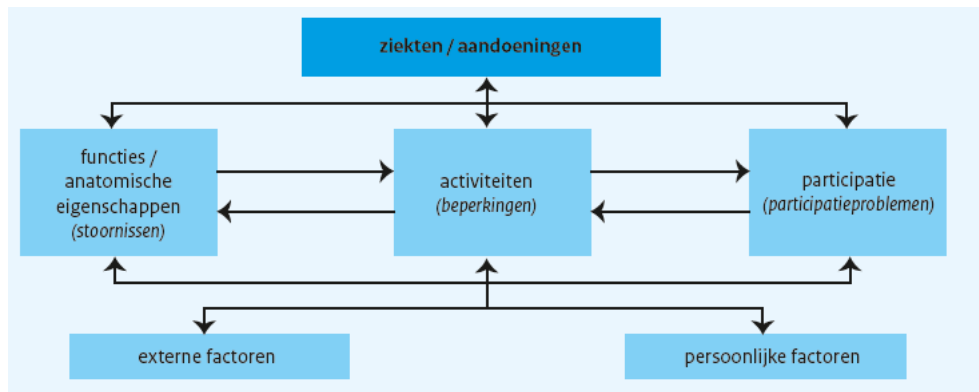 ziekten / aandoeningen
functies /
anatomische
eigenschappen
(stoornissen)
activiteiten
(beperkingen)
participatie
(participatieproblemen)
externe factoren
persoonlijke factoren